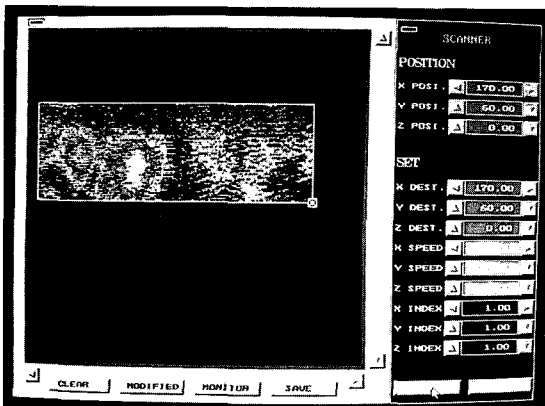 SCANNER
POSITION
X POSI. 170.00
Y POSI. 60.00
Z POSI. 0.00
SET
X DEST. 170.00
Y DEST. 60.00
Z DEST. 0.00
X SPEED
Y SPEED
Z SPEED
X INDEX 1.00
Y INDEX 1.00
Z INDEX 1.00
CLEAR MODIFIED MONITOR SAVE